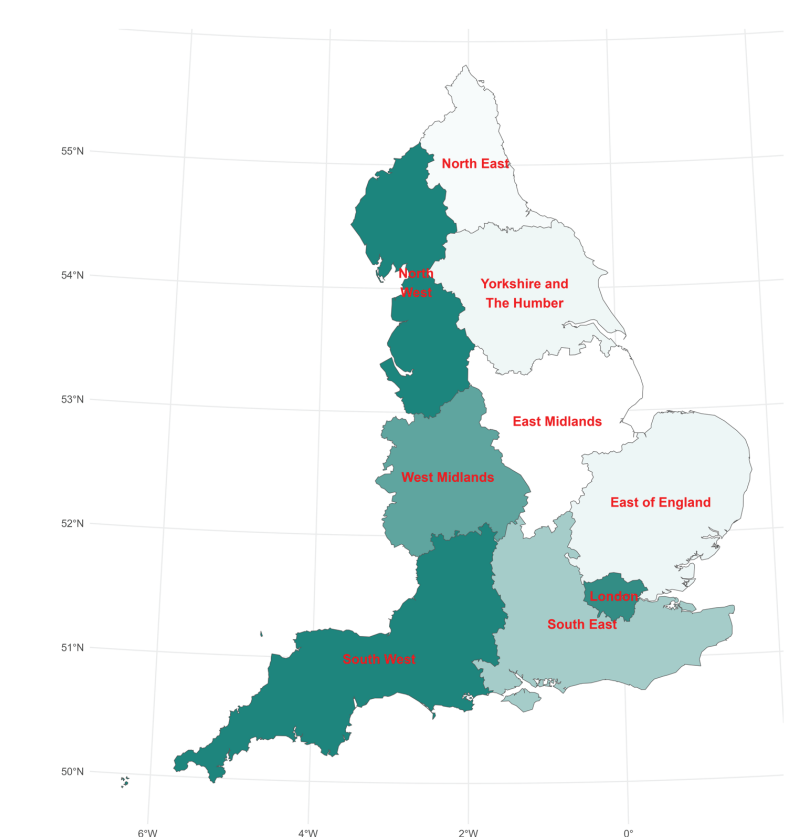 55°N
North East
54°N
North
West
Yorkshire and
The Humber
53°N
East Midlands
West Midlands
East of England
52°N
London
South East
51°N
South West
50°N
6°W
4°W
2°W
0°